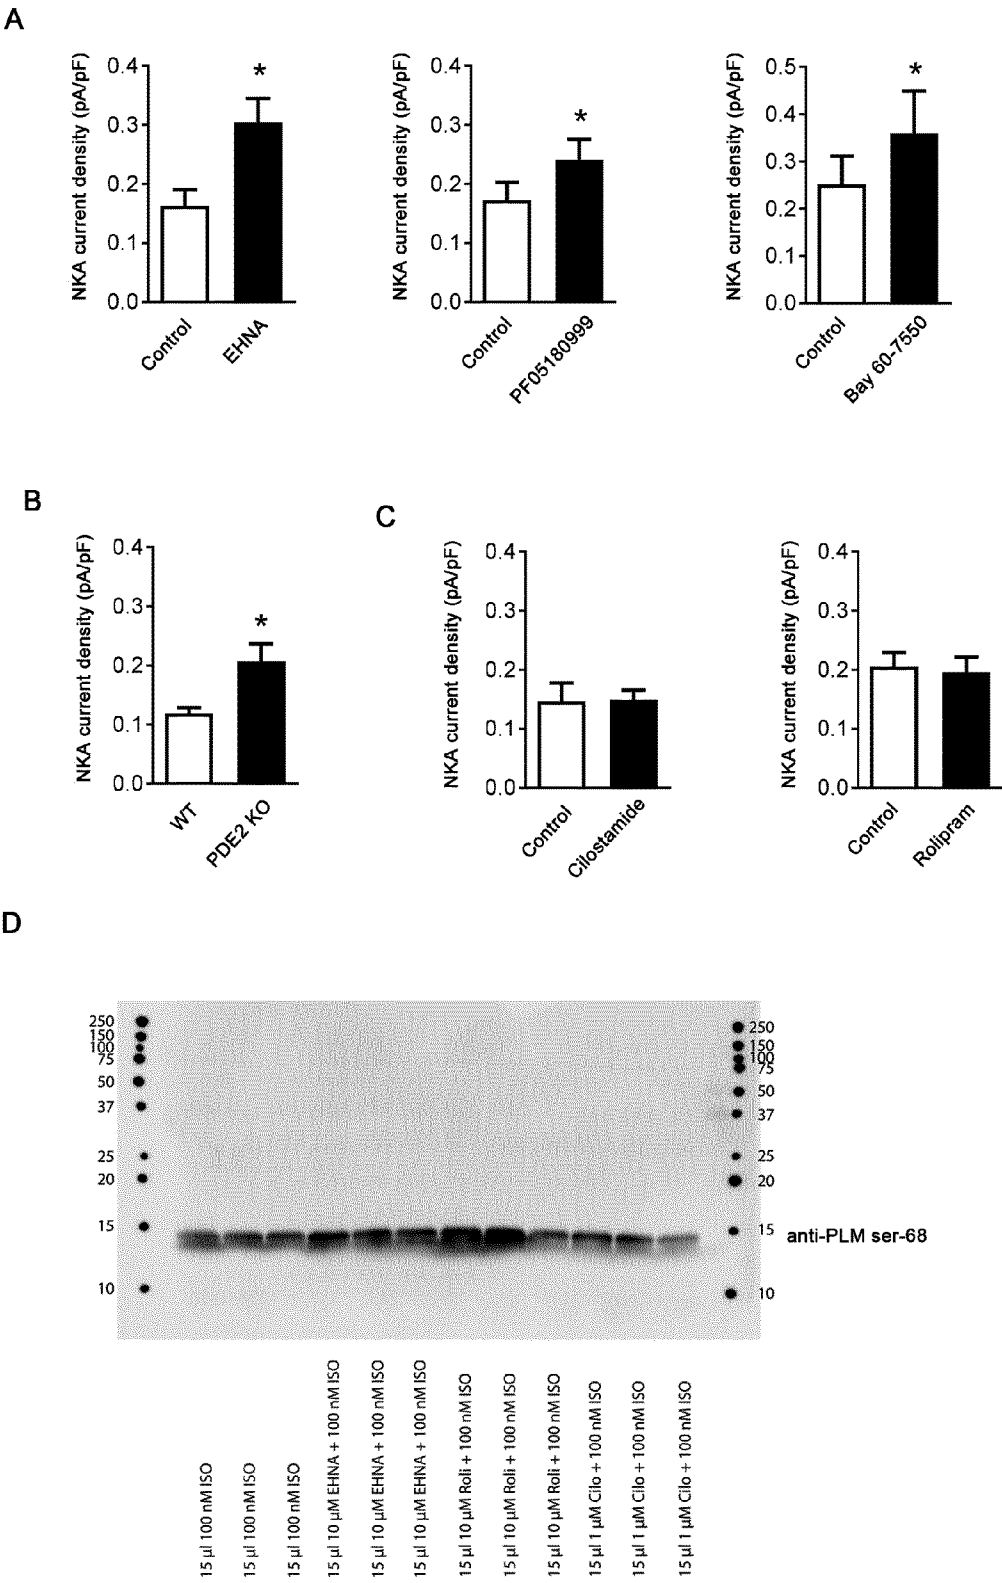 A
NKA current density (pA/pF)
0.4
0.3
0.2
0.1
0.0
*
Control
EHNA
NKA current density (pA/pF)
0.4
0.3
0.2
0.1
0.0
*
Control
PF05180999
NKA current density (pA/pF)
0.5
0.4
0.3
0.2
0.1
0.0
*
Control
Bay 60-7550
B
NKA current density (pA/pF)
0.4
0.3
0.2
0.1
0.0
*
WT
PDE2 KO
C
NKA current density (pA/pF)
0.4
0.3
0.2
0.1
0.0
Control
Cilostamide
NKA current density (pA/pF)
0.4
0.3
0.2
0.1
0.0
Control
Rolipram
D
250
150
100
75
50
37
25
20
15
10
250
150
100
75
50
37
25
20
15
10
anti-PLM ser-68
15 µl 100 nM ISO
15 µl 100 nM ISO
15 µl 100 nM ISO
15 µl 10 µM EHNA + 100 nM ISO
15 µl 10 µM EHNA + 100 nM ISO
15 µl 10 µM EHNA + 100 nM ISO
15 µl 10 µM Roli + 100 nM ISO
15 µl 10 µM Roli + 100 nM ISO
15 µl 10 µM Roli + 100 nM ISO
15 µl 1 µM Cilo + 100 nM ISO
15 µl 1 µM Cilo + 100 nM ISO
15 µl 1 µM Cilo + 100 nM ISO